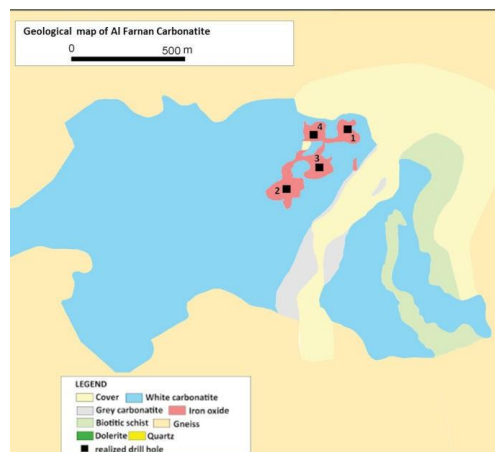 Geological map of Al Farnan Carbonatite
0 500 m
4
1
3
2
LEGEND
Cover White carbonatite
Grey carbonatite Iron oxide
Biotitic schist Gneiss
Dolerite Quartz
realized drill hole